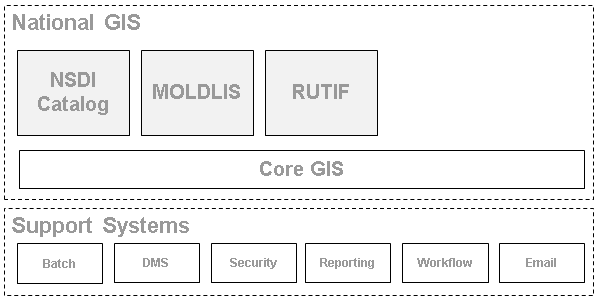 National GIS
NSDI
Catalog
MOLDLIS
RUTIF
Core GIS
Support Systems
Batch
DMS
Security
Reporting
Workflow
Email